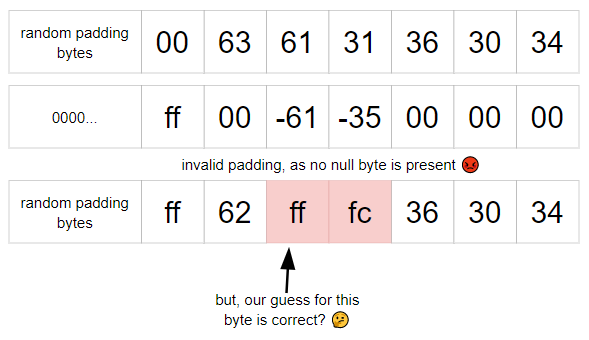 random padding bytes 00 63 61 31 36 30 34
0000... ff 00 -61 -35 00 00 00
invalid padding, as no null byte is present 😡
random padding bytes ff 62 ff fc 36 30 34
but, our guess for this
byte is correct? 🤔